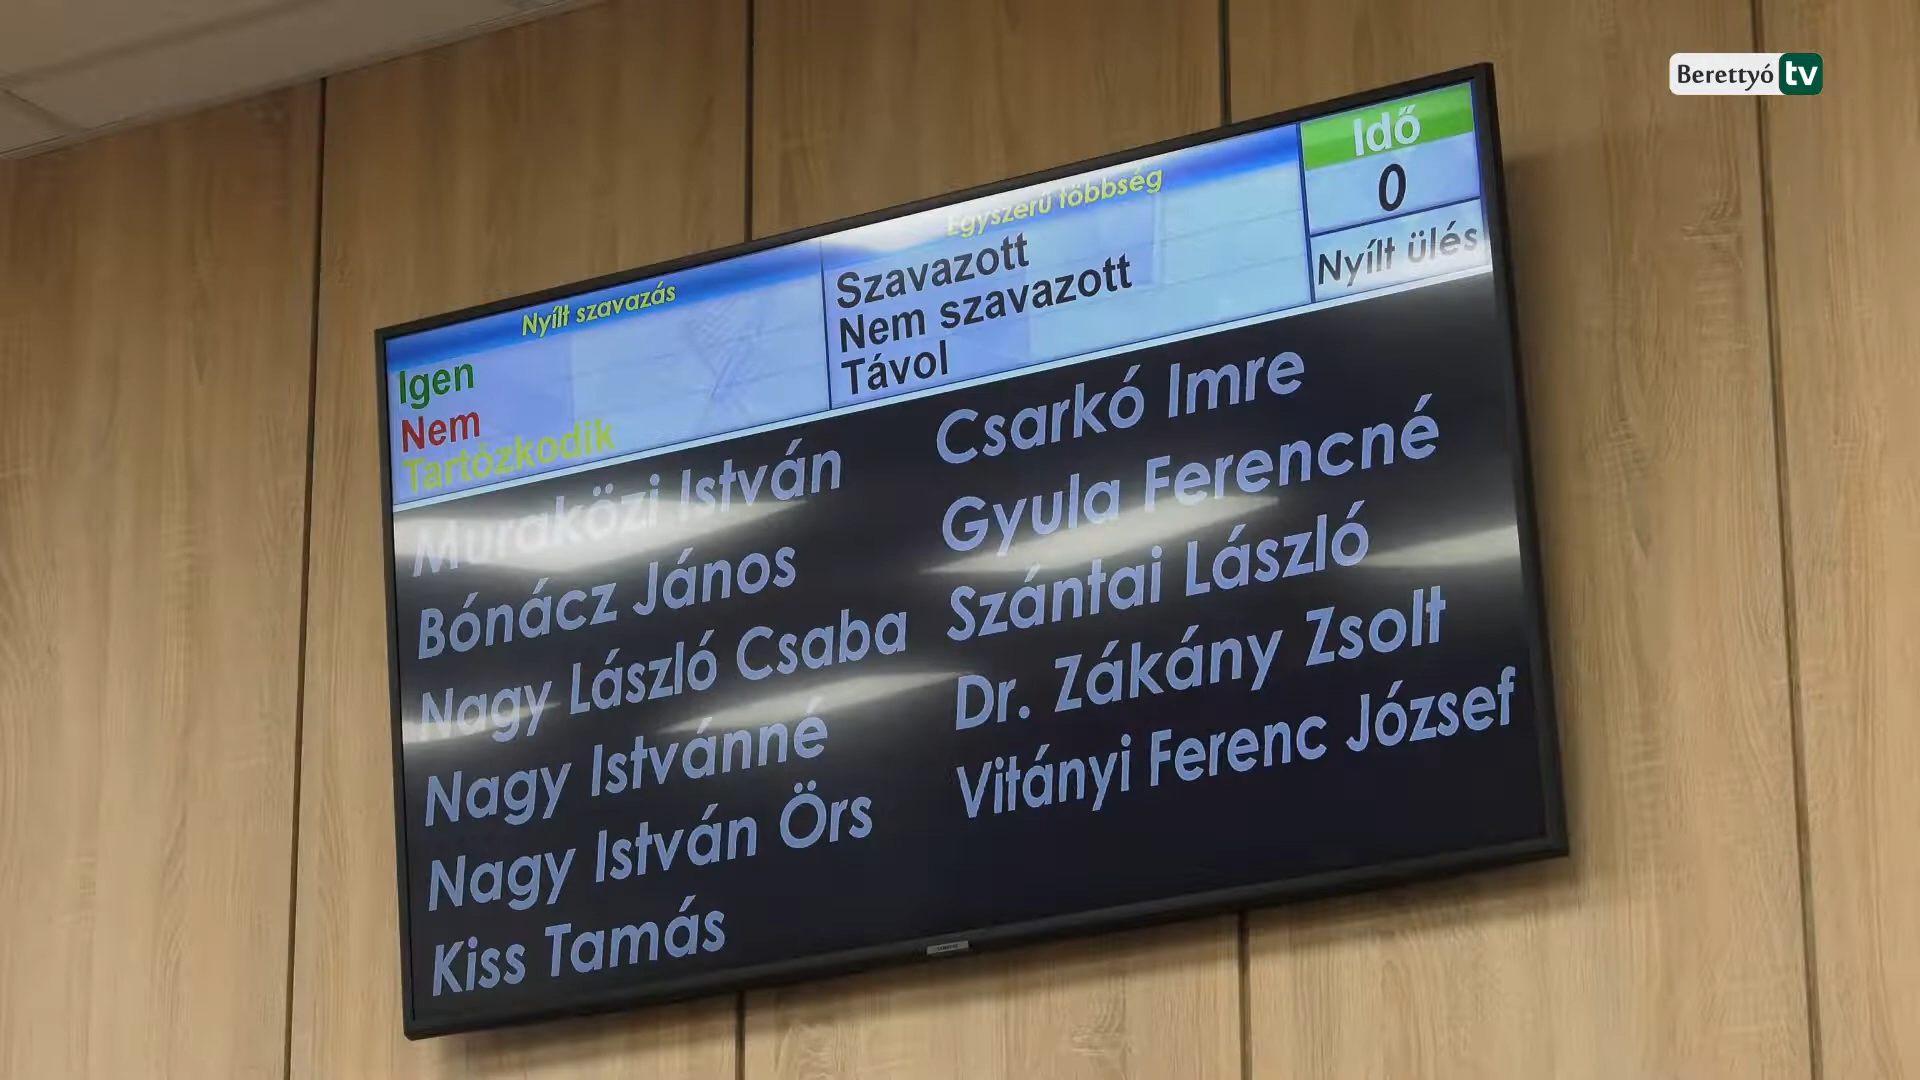 Berettyó tv
Nyílt szavazás
Igen
Nem
Tartózkodik
Egyszerű többség
Szavazott
Nem szavazott
Távol
Idő
0
Nyílt ülés
Muraközi István
Bónácz János
Nagy László Csaba
Nagy Istvánné
Nagy István Örs
Kiss Tamás
Csarkó Imre
Gyula Ferencné
Szántai László
Dr. Zákány Zsolt
Vitányi Ferenc József